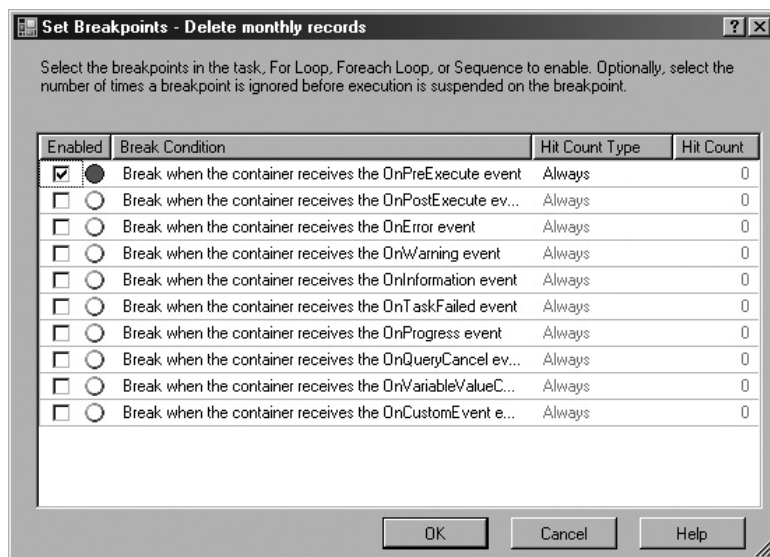 Set Breakpoints - Delete monthly records
Select the breakpoints in the task, For Loop, Foreach Loop, or Sequence to enable. Optionally, select the
number of times a breakpoint is ignored before execution is suspended on the breakpoint.
Enabled Break Condition Hit Count Type Hit Count
Break when the container receives the OnPreExecute event Always 0
Break when the container receives the OnPostExecute ev... Always 0
Break when the container receives the OnError event Always 0
Break when the container receives the OnWarning event Always 0
Break when the container receives the OnInformation event Always 0
Break when the container receives the OnTaskFailed event Always 0
Break when the container receives the OnProgress event Always 0
Break when the container receives the OnQueryCancel ev... Always 0
Break when the container receives the OnVariableValueC... Always 0
Break when the container receives the OnCustomEvent e... Always 0
OK Cancel Help